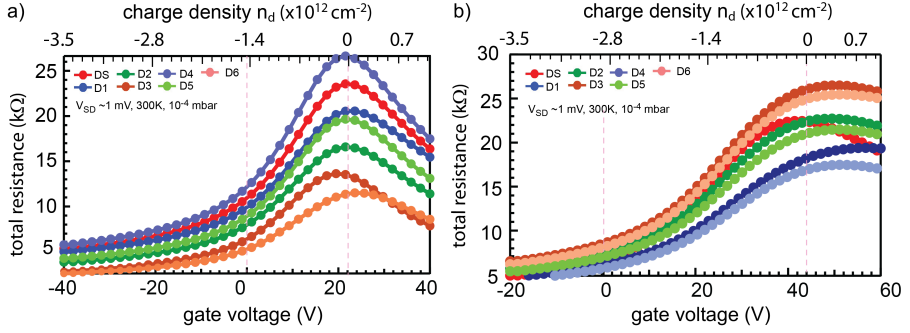 a)
charge density n_d (x10^12 cm^-2)
-3.5 -2.8 -1.4 0 0.7
25
20
15
10
5
total resistance (kΩ)
DS D2 D4 D6
D1 D3 D5
V_SD ~1 mV, 300K, 10^-4 mbar
-40 -20 0 20 40
gate voltage (V)
b)
charge density n_d (x10^12 cm^-2)
-3.5 -2.8 -1.4 0 0.7
30
25
20
15
10
5
total resistance (kΩ)
DS D2 D4 D6
D1 D3 D5
V_SD ~1 mV, 300K, 10^-4 mbar
-20 0 20 40 60
gate voltage (V)